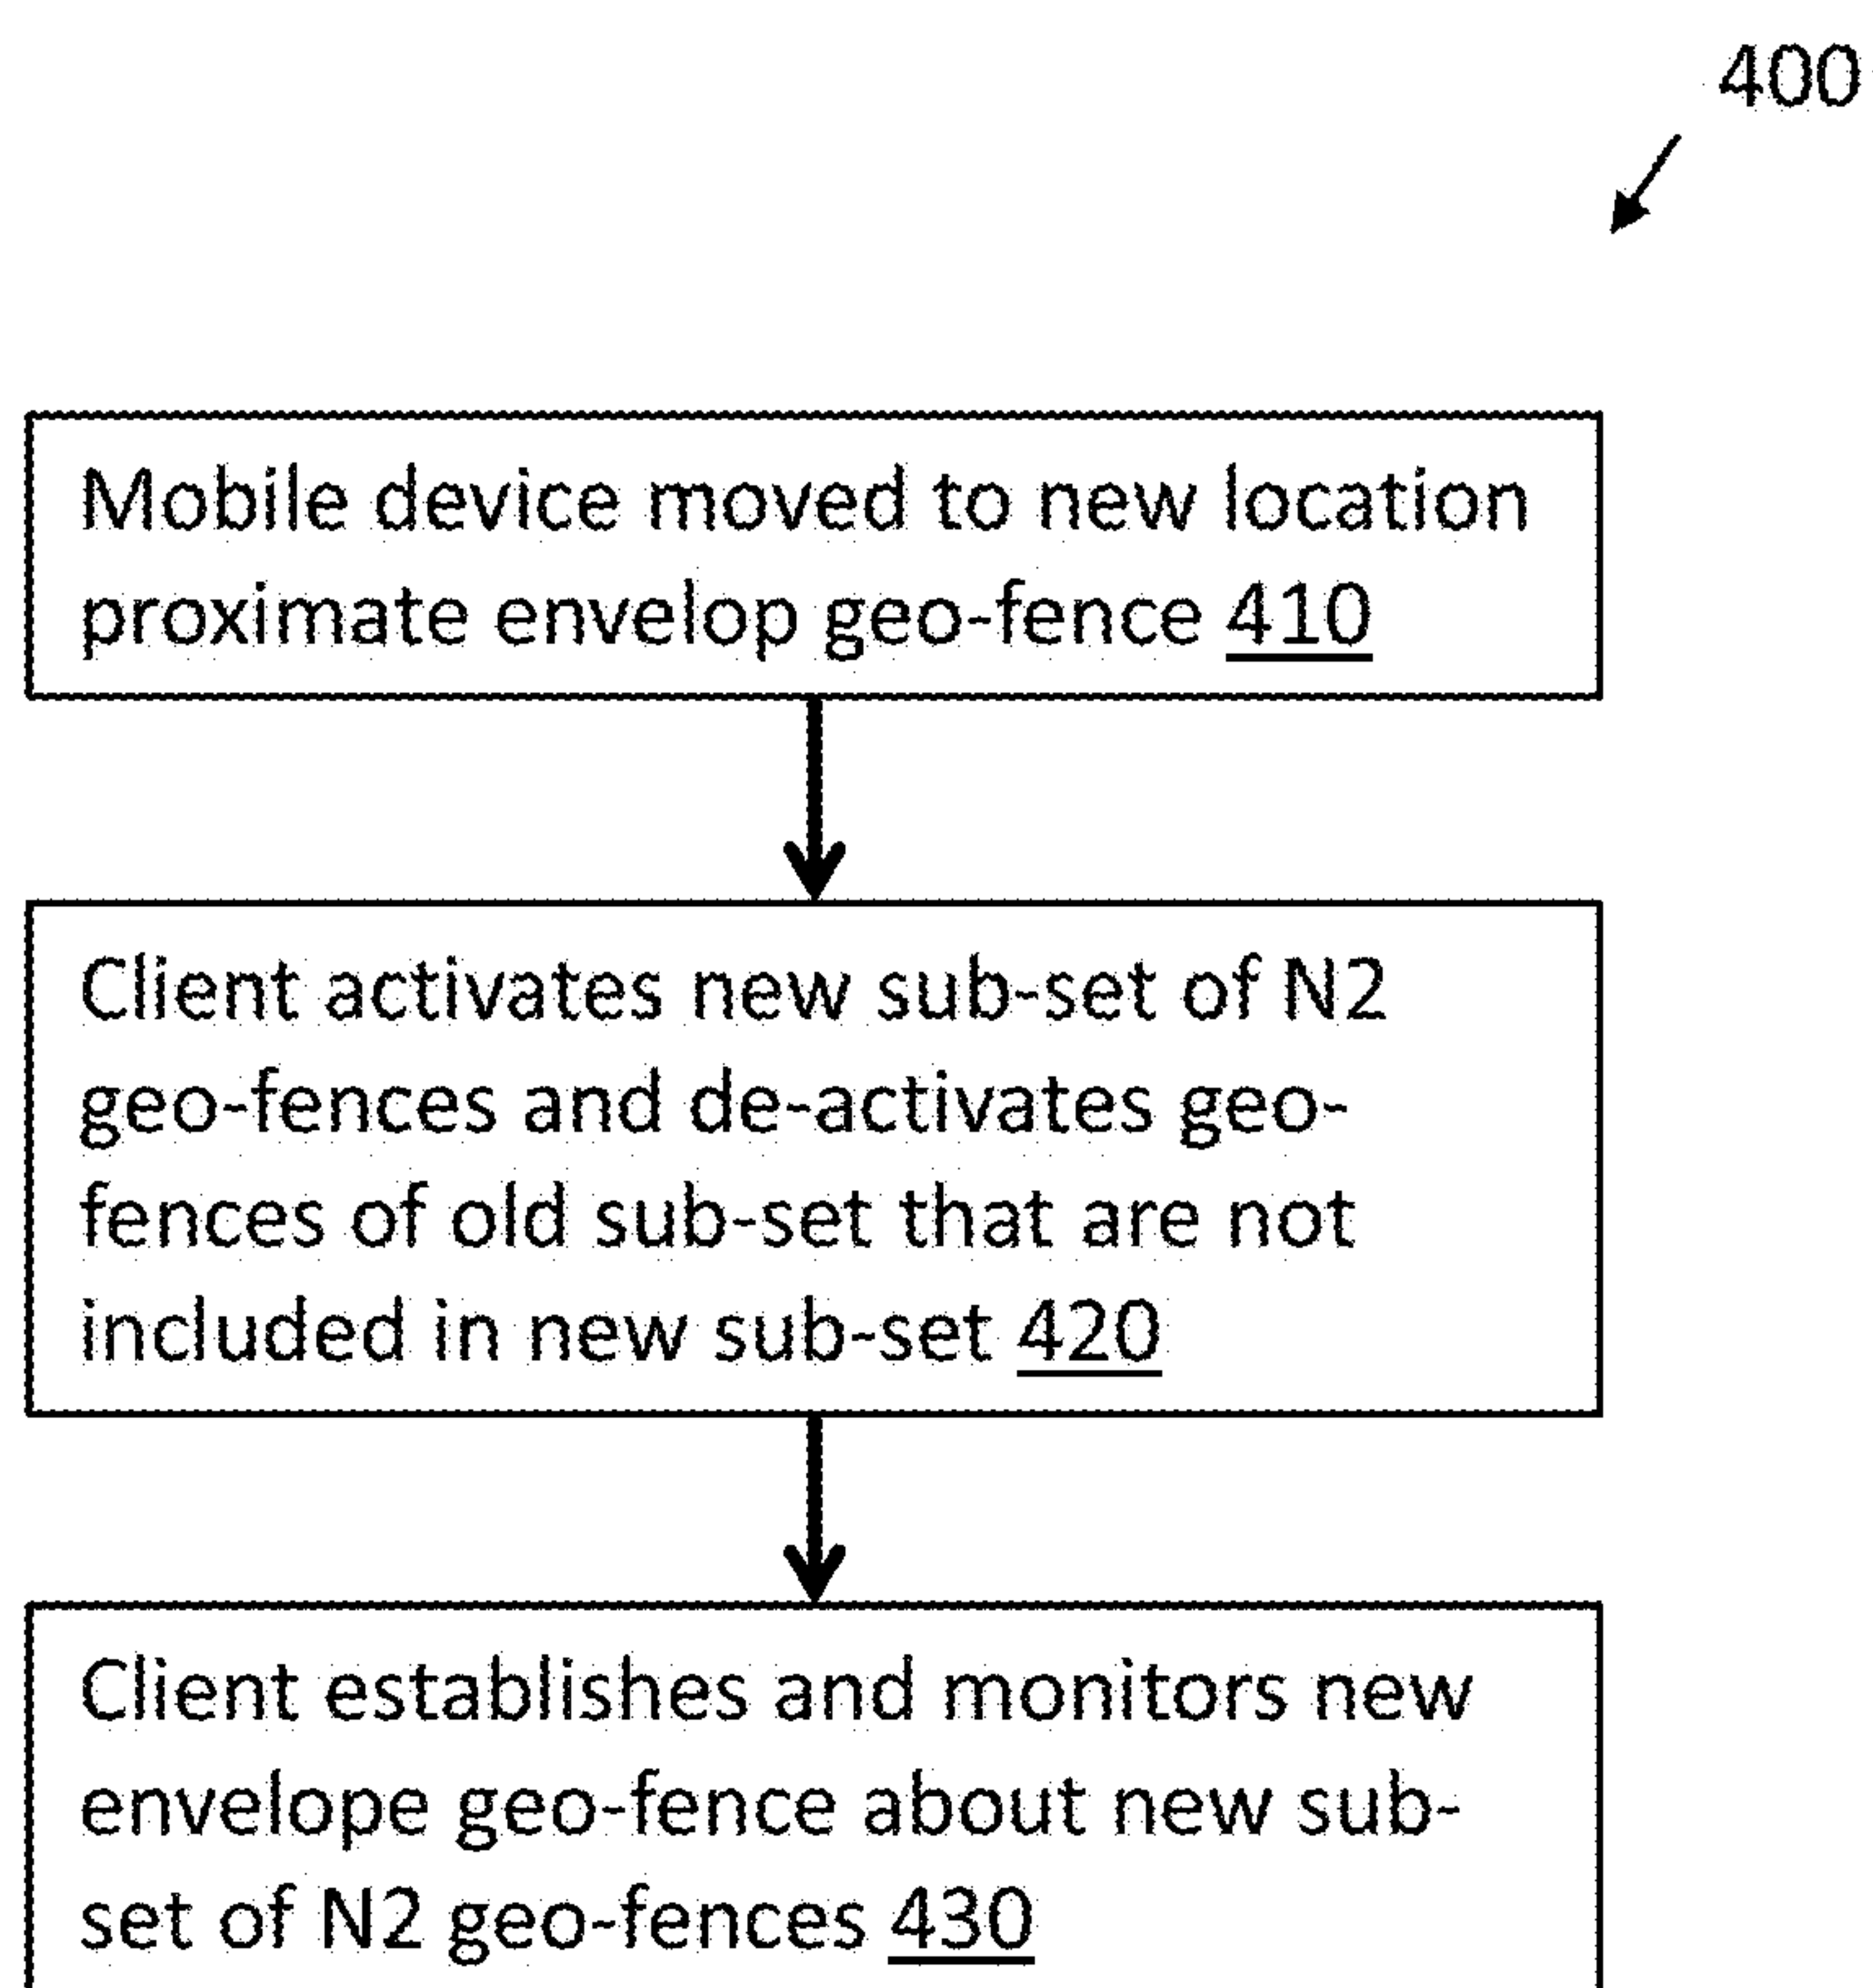 400
Mobile device moved to new location
proximate envelop geo-fence 410
Client activates new sub-set of N2
geo-fences and de-activates geo-
fences of old sub-set that are not
included in new sub-set 420
Client establishes and monitors new
envelope geo-fence about new sub-
set of N2 geo-fences 430